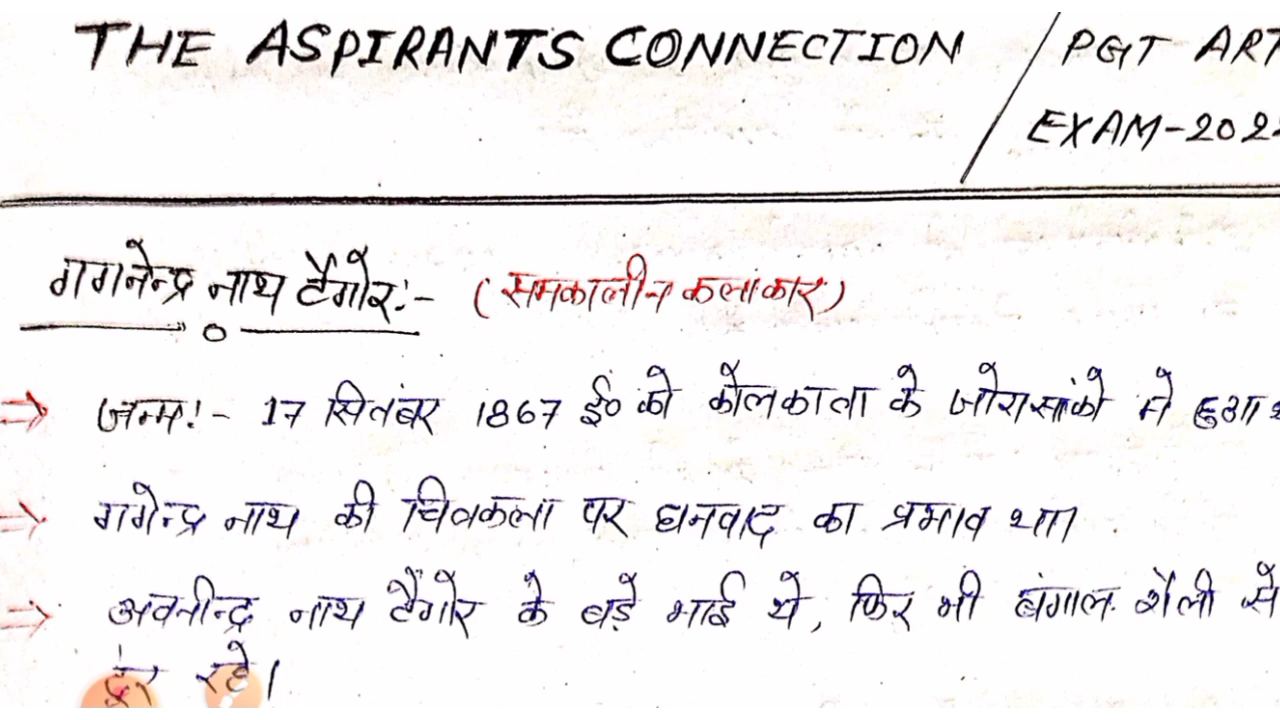 THE ASPIRANTS CONNECTION / PGT ART
EXAM-202
गगनेन्द्र नाथ टैगोर:- (समकालीन कलाकार)
⇒ जन्म:- 17 सितंबर 1867 ई० को कोलकाता के जोरासांको में हुआ
⇒ गगेन्द्र नाथ की चित्रकला पर घनवाद का प्रभाव था।
⇒ अवनीन्द्र नाथ टैगोर के बड़े भाई थे, फिर भी बंगाल शैली से
दूर रहे।